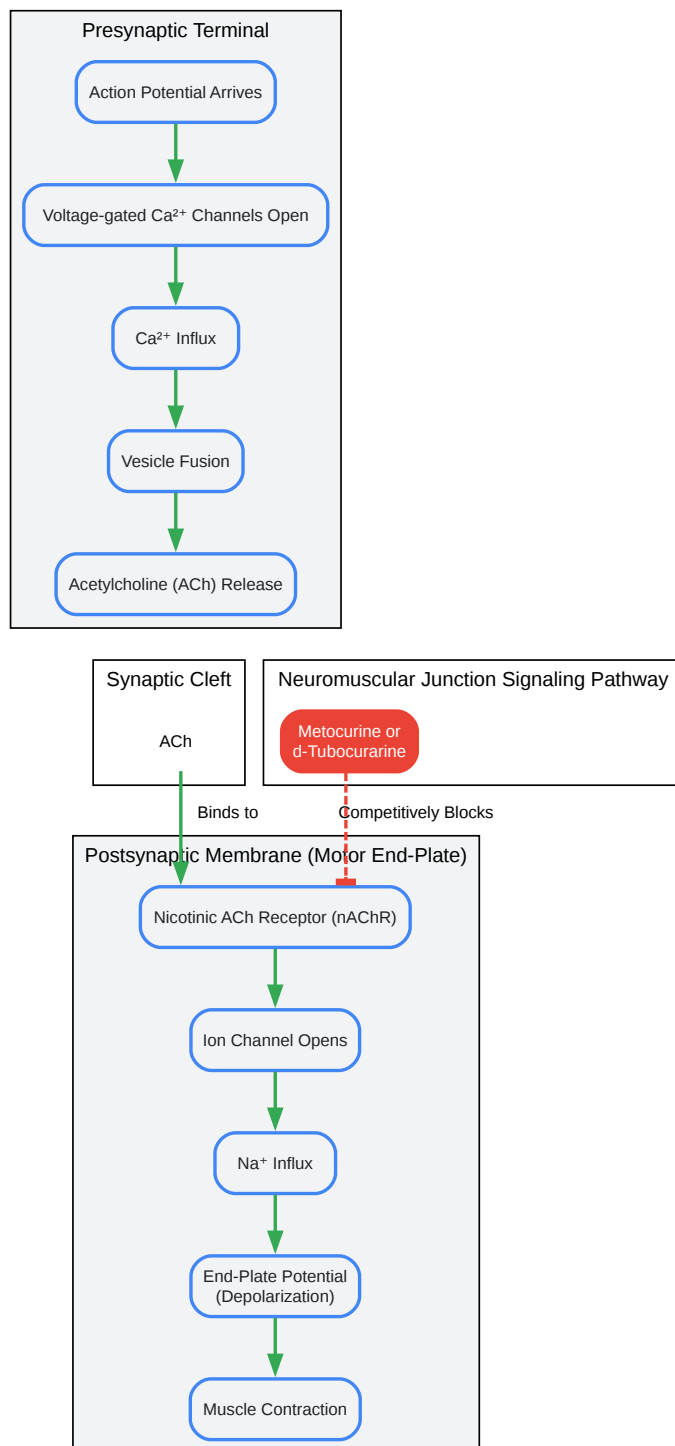 Presynaptic Terminal
Action Potential Arrives
Voltage-gated Ca²⁺ Channels Open
Ca²⁺ Influx
Vesicle Fusion
Acetylcholine (ACh) Release
Synaptic Cleft
ACh
Neuromuscular Junction Signaling Pathway
Metocurine or
d-Tubocurarine
Binds to
Competitively Blocks
Postsynaptic Membrane (Motor End-Plate)
Nicotinic ACh Receptor (nAChR)
Ion Channel Opens
Na⁺ Influx
End-Plate Potential
(Depolarization)
Muscle Contraction